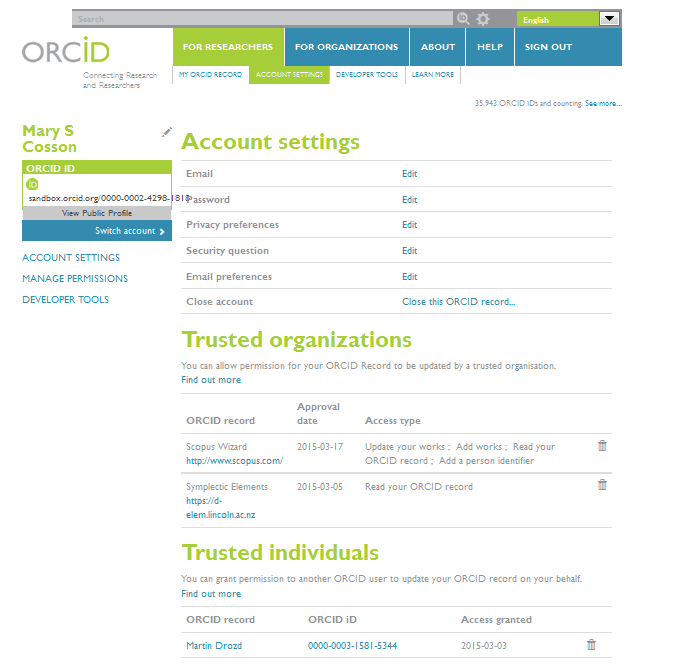 Search
English
ORCID
Connecting Research
and Researchers
FOR RESEARCHERS FOR ORGANIZATIONS ABOUT HELP SIGN OUT
MY ORCID RECORD ACCOUNT SETTINGS DEVELOPER TOOLS LEARN MORE
35,943 ORCID iDs and counting. See more...
Mary S
Cosson
ORCID ID
iD
sandbox.orcid.org/0000-0002-4298-1818
View Public Profile
Switch account
ACCOUNT SETTINGS
MANAGE PERMISSIONS
DEVELOPER TOOLS
Account settings
Email Edit
Password Edit
Privacy preferences Edit
Security question Edit
Email preferences Edit
Close account Close this ORCID record...
Trusted organizations
You can allow permission for your ORCID Record to be updated by a trusted organisation.
Find out more
ORCID record Approval date Access type
Scopus Wizard 2015-03-17 Update your works ; Add works ; Read your
http://www.scopus.com/ ORCID record ; Add a person identifier
Symplectic Elements 2015-03-05 Read your ORCID record
https://d-
elem.lincoln.ac.nz
Trusted individuals
You can grant permission to another ORCID user to update your ORCID record on your behalf.
Find out more
ORCID record ORCID iD Access granted
Martin Drozd 0000-0003-1581-5344 2015-03-03